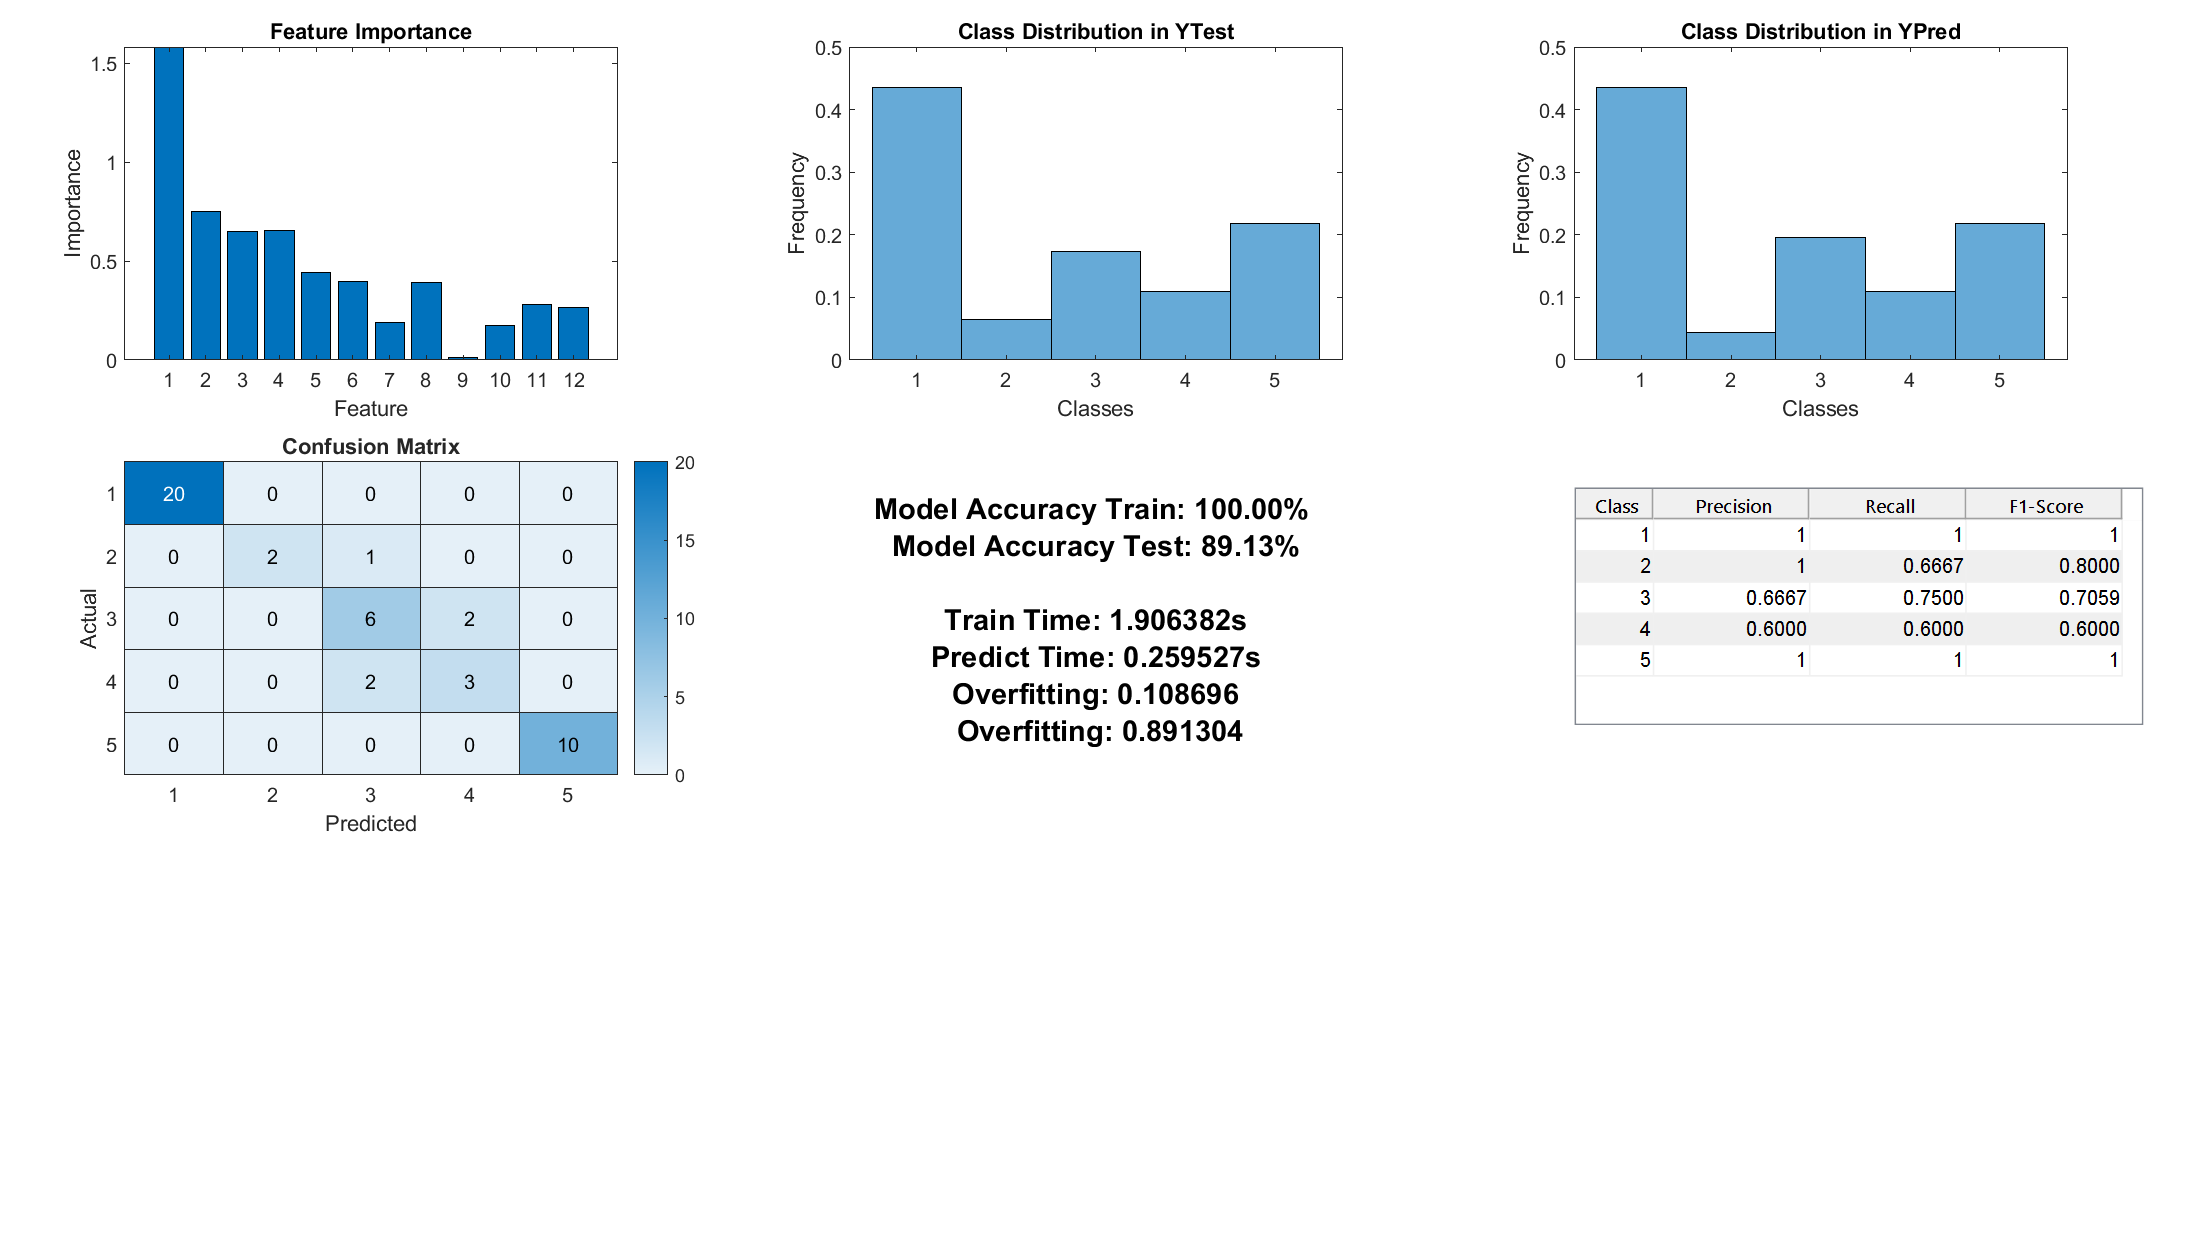 Feature Importance
1.5
1
0.5
0
Importance
1 2 3 4 5 6 7 8 9 10 11 12
Feature
Class Distribution in YTest
0.5
0.4
0.3
0.2
0.1
0
Frequency
1 2 3 4 5
Classes
Class Distribution in YPred
0.5
0.4
0.3
0.2
0.1
0
Frequency
1 2 3 4 5
Classes
Confusion Matrix
Actual
1 20 0 0 0 0
2 0 2 1 0 0
3 0 0 6 2 0
4 0 0 2 3 0
5 0 0 0 0 10
1 2 3 4 5
Predicted
20
15
10
5
0
Model Accuracy Train: 100.00%
Model Accuracy Test: 89.13%
Train Time: 1.906382s
Predict Time: 0.259527s
Overfitting: 0.108696
Overfitting: 0.891304
Class Precision Recall F1-Score
1 1 1 1
2 1 0.6667 0.8000
3 0.6667 0.7500 0.7059
4 0.6000 0.6000 0.6000
5 1 1 1